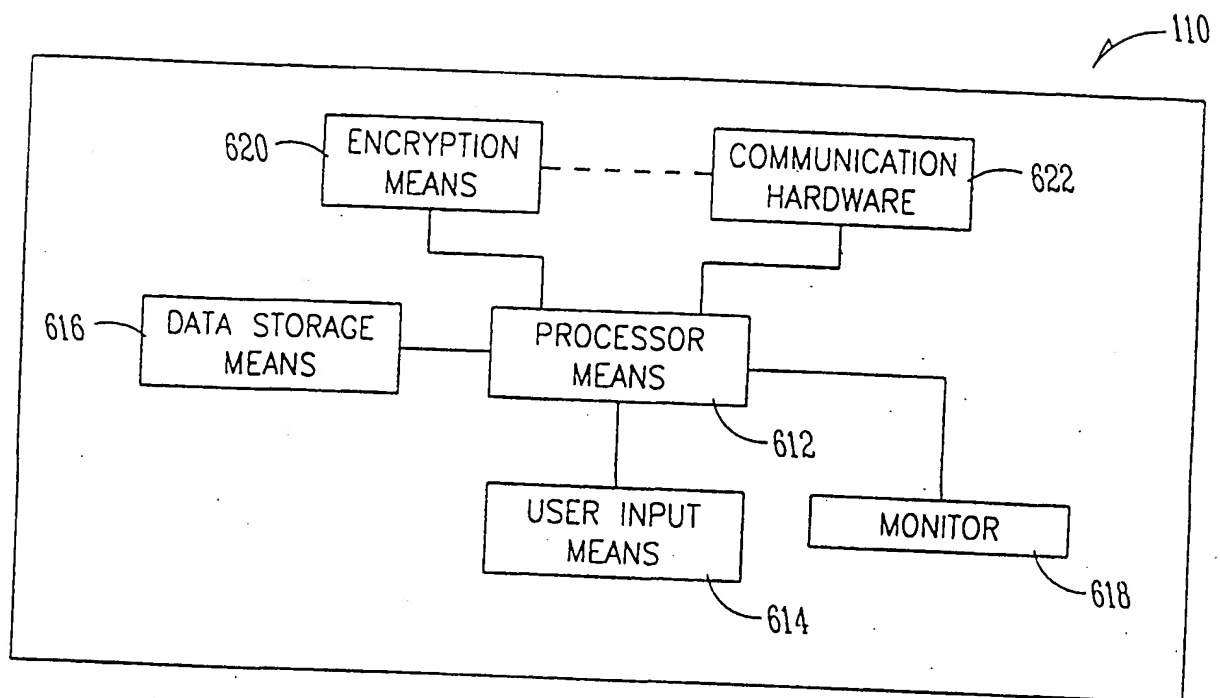 110
620
ENCRYPTION
MEANS
COMMUNICATION
HARDWARE
622
616
DATA STORAGE
MEANS
PROCESSOR
MEANS
612
USER INPUT
MEANS
614
MONITOR
618